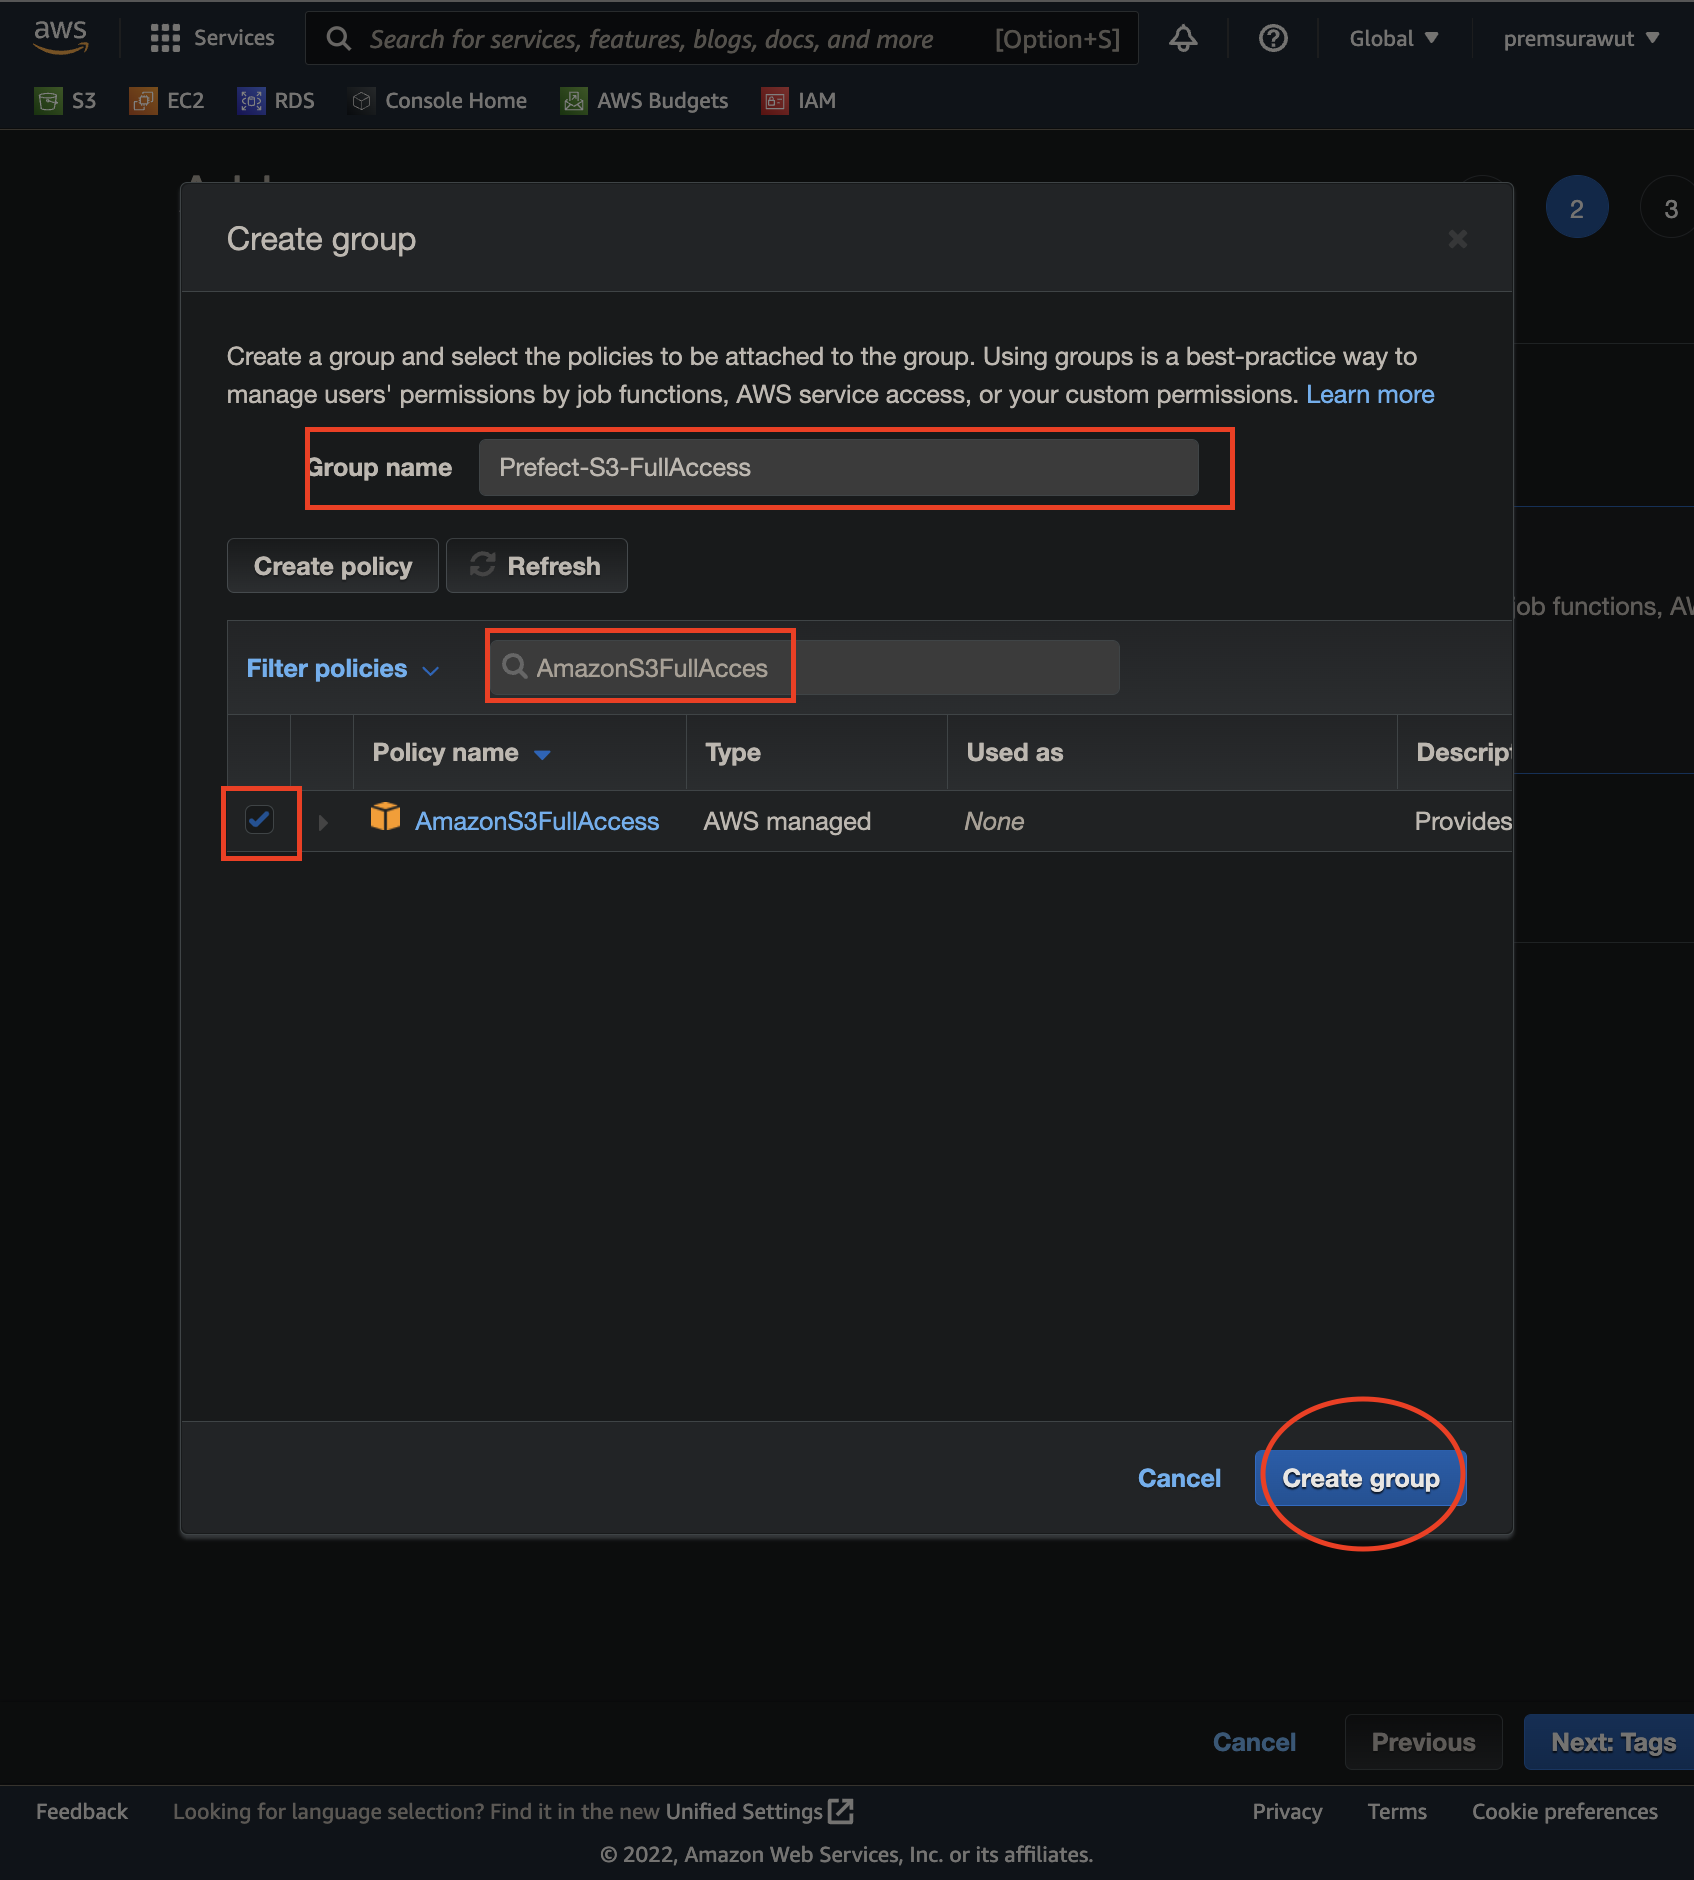 aws Services Search for services, features, blogs, docs, and more [Option+S] Global premsurawut
S3 EC2 RDS Console Home AWS Budgets IAM
2 3
Create group
Create a group and select the policies to be attached to the group. Using groups is a best-practice way to
manage users' permissions by job functions, AWS service access, or your custom permissions. Learn more
Group name Prefect-S3-FullAccess
Create policy Refresh
job functions, AW
Filter policies AmazonS3FullAcces
Policy name Type Used as Descript
AmazonS3FullAccess AWS managed None Provides
Cancel Create group
Cancel Previous Next: Tags
Feedback Looking for language selection? Find it in the new Unified Settings Privacy Terms Cookie preferences
© 2022, Amazon Web Services, Inc. or its affiliates.